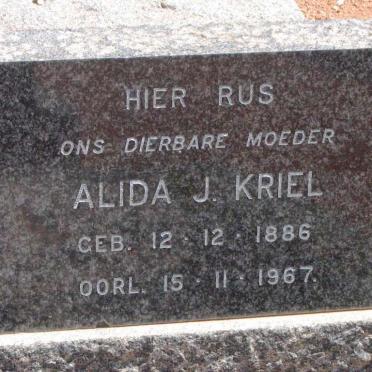 HIER RUS
ONS DIERBARE MOEDER
ALIDA J. KRIEL
GEB. 12 · 12 · 1886
OORL. 15 · 11 · 1967.